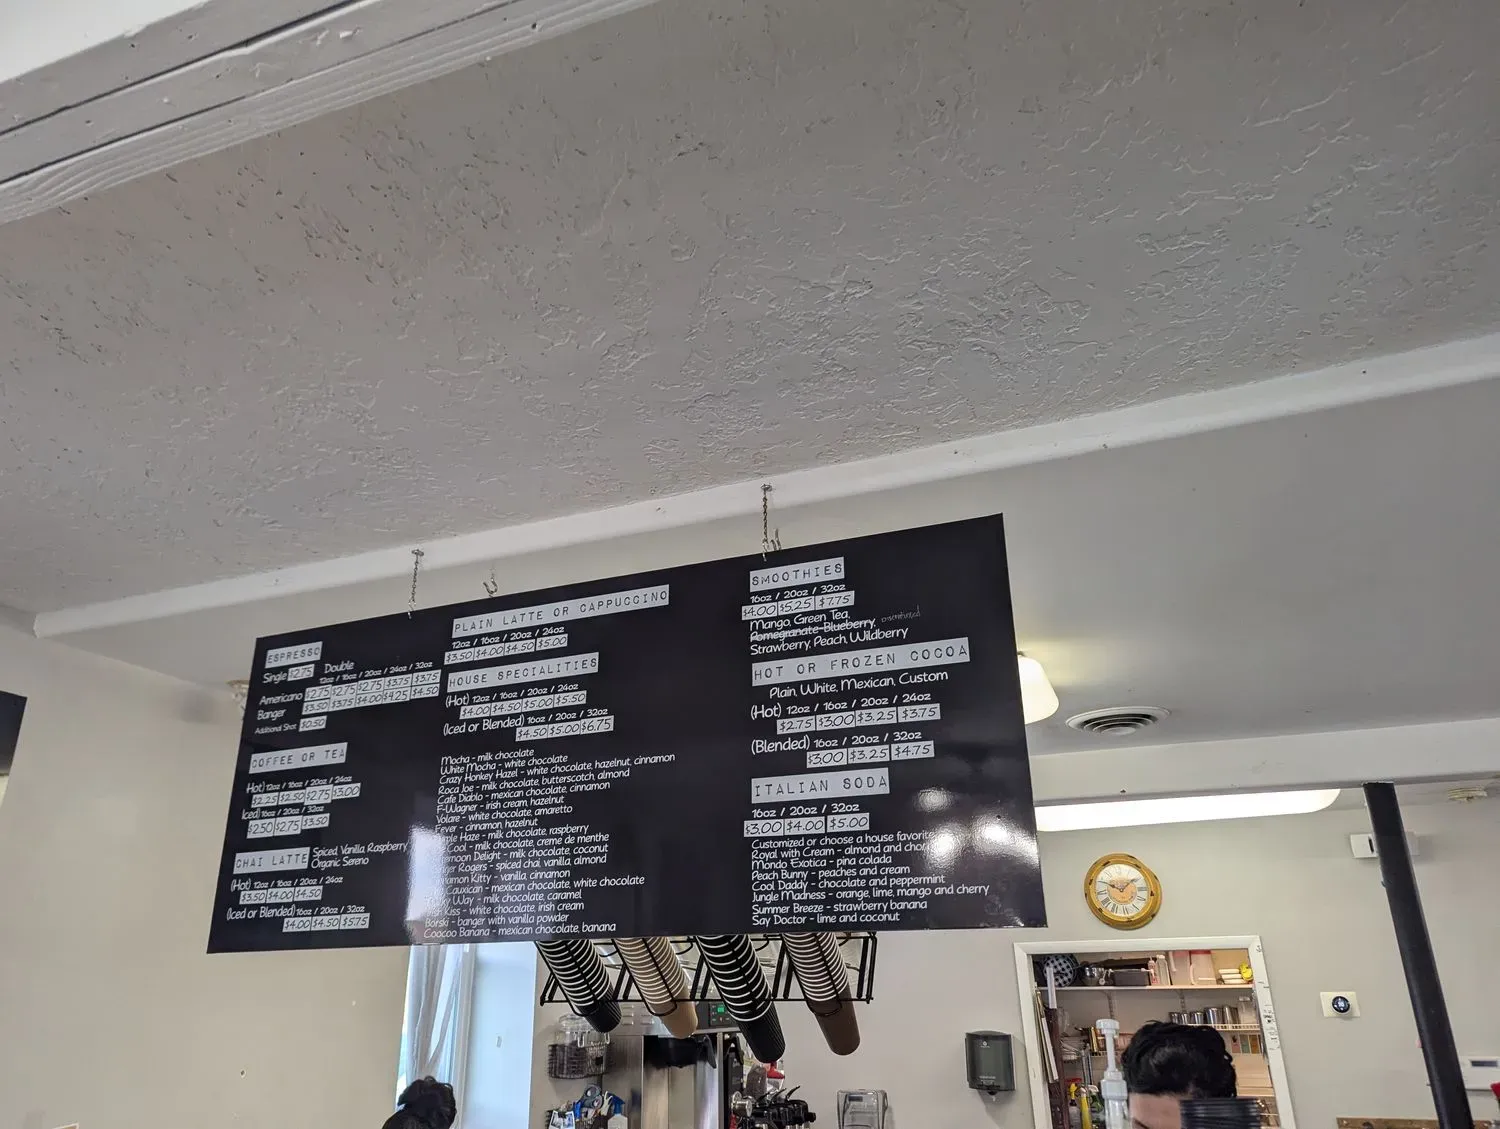 ESPRESSO
Single $2.75 Double
12oz / 16oz / 20oz / 24oz / 32oz
Americano $2.75 $2.75 $2.75 $3.75 $3.75
Banger $3.50 $3.75 $4.00 $4.25 $4.50
Additional Shot $0.50
COFFEE OR TEA
(Hot) 12oz / 16oz / 20oz / 24oz
$2.25 $2.50 $2.75 $3.00
(Iced) 16oz / 20oz / 32oz
$2.50 $2.75 $3.50
CHAI LATTE Spiced, Vanilla, Raspberry
Organic Sereno
(Hot) 12oz / 16oz / 20oz / 24oz
$3.50 $4.00 $4.50
(Iced or Blended) 16oz / 20oz / 32oz
$4.00 $4.50 $5.75
PLAIN LATTE OR CAPPUCCINO
12oz / 16oz / 20oz / 24oz
$3.50 $4.00 $4.50 $5.00
HOUSE SPECIALITIES
(Hot) 12oz / 16oz / 20oz / 24oz
$4.00 $4.50 $5.00 $5.50
(Iced or Blended) 16oz / 20oz / 32oz
$4.50 $5.00 $6.75
Mocha - milk chocolate
White Mocha - white chocolate
Crazy Honkey Hazel - white chocolate, hazelnut, cinnamon
Roca Joe - milk chocolate, butterscotch, almond
Cafe Diablo - mexican chocolate, cinnamon
F-Wagner - irish cream, hazelnut
Volare - white chocolate, amaretto
Fever - cinnamon, hazelnut
Haze - milk chocolate, raspberry
Cool - milk chocolate, creme de menthe
Delight - milk chocolate, coconut
Rogers - spiced chai, vanilla, almond
Kitty - vanilla, cinnamon
Cauxican - mexican chocolate, white chocolate
Way - milk chocolate, caramel
Kiss - white chocolate, irish cream
Borski - banger with vanilla powder
Coocoo Banana - mexican chocolate, banana
SMOOTHIES
16oz / 20oz / 32oz
$4.00 $5.25 $7.75
Mango, Green Tea,
Pomegranate-Blueberry,
Strawberry, Peach, Wildberry
HOT OR FROZEN COCOA
Plain, White, Mexican, Custom
(Hot) 12oz / 16oz / 20oz / 24oz
$2.75 $3.00 $3.25 $3.75
(Blended) 16oz / 20oz / 32oz
$3.00 $3.25 $4.75
ITALIAN SODA
16oz / 20oz / 32oz
$3.00 $4.00 $5.00
Customized or choose a house favorite
Royal with Cream - almond and
Mondo Exotica - pina colada
Peach Bunny - peaches and cream
Cool Daddy - chocolate and peppermint
Jungle Madness - orange, lime, mango and cherry
Summer Breeze - strawberry banana
Say Doctor - lime and coconut